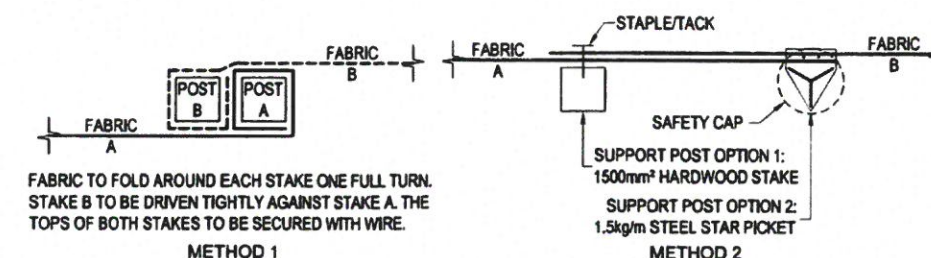 FABRIC
B
POST
B
POST
A
FABRIC
A
FABRIC TO FOLD AROUND EACH STAKE ONE FULL TURN.
STAKE B TO BE DRIVEN TIGHTLY AGAINST STAKE A. THE
TOPS OF BOTH STAKES TO BE SECURED WITH WIRE.
METHOD 1
STAPLE/TACK
FABRIC
A
FABRIC
B
SAFETY CAP
SUPPORT POST OPTION 1:
1500mm² HARDWOOD STAKE
SUPPORT POST OPTION 2:
1.5kg/m STEEL STAR PICKET
METHOD 2